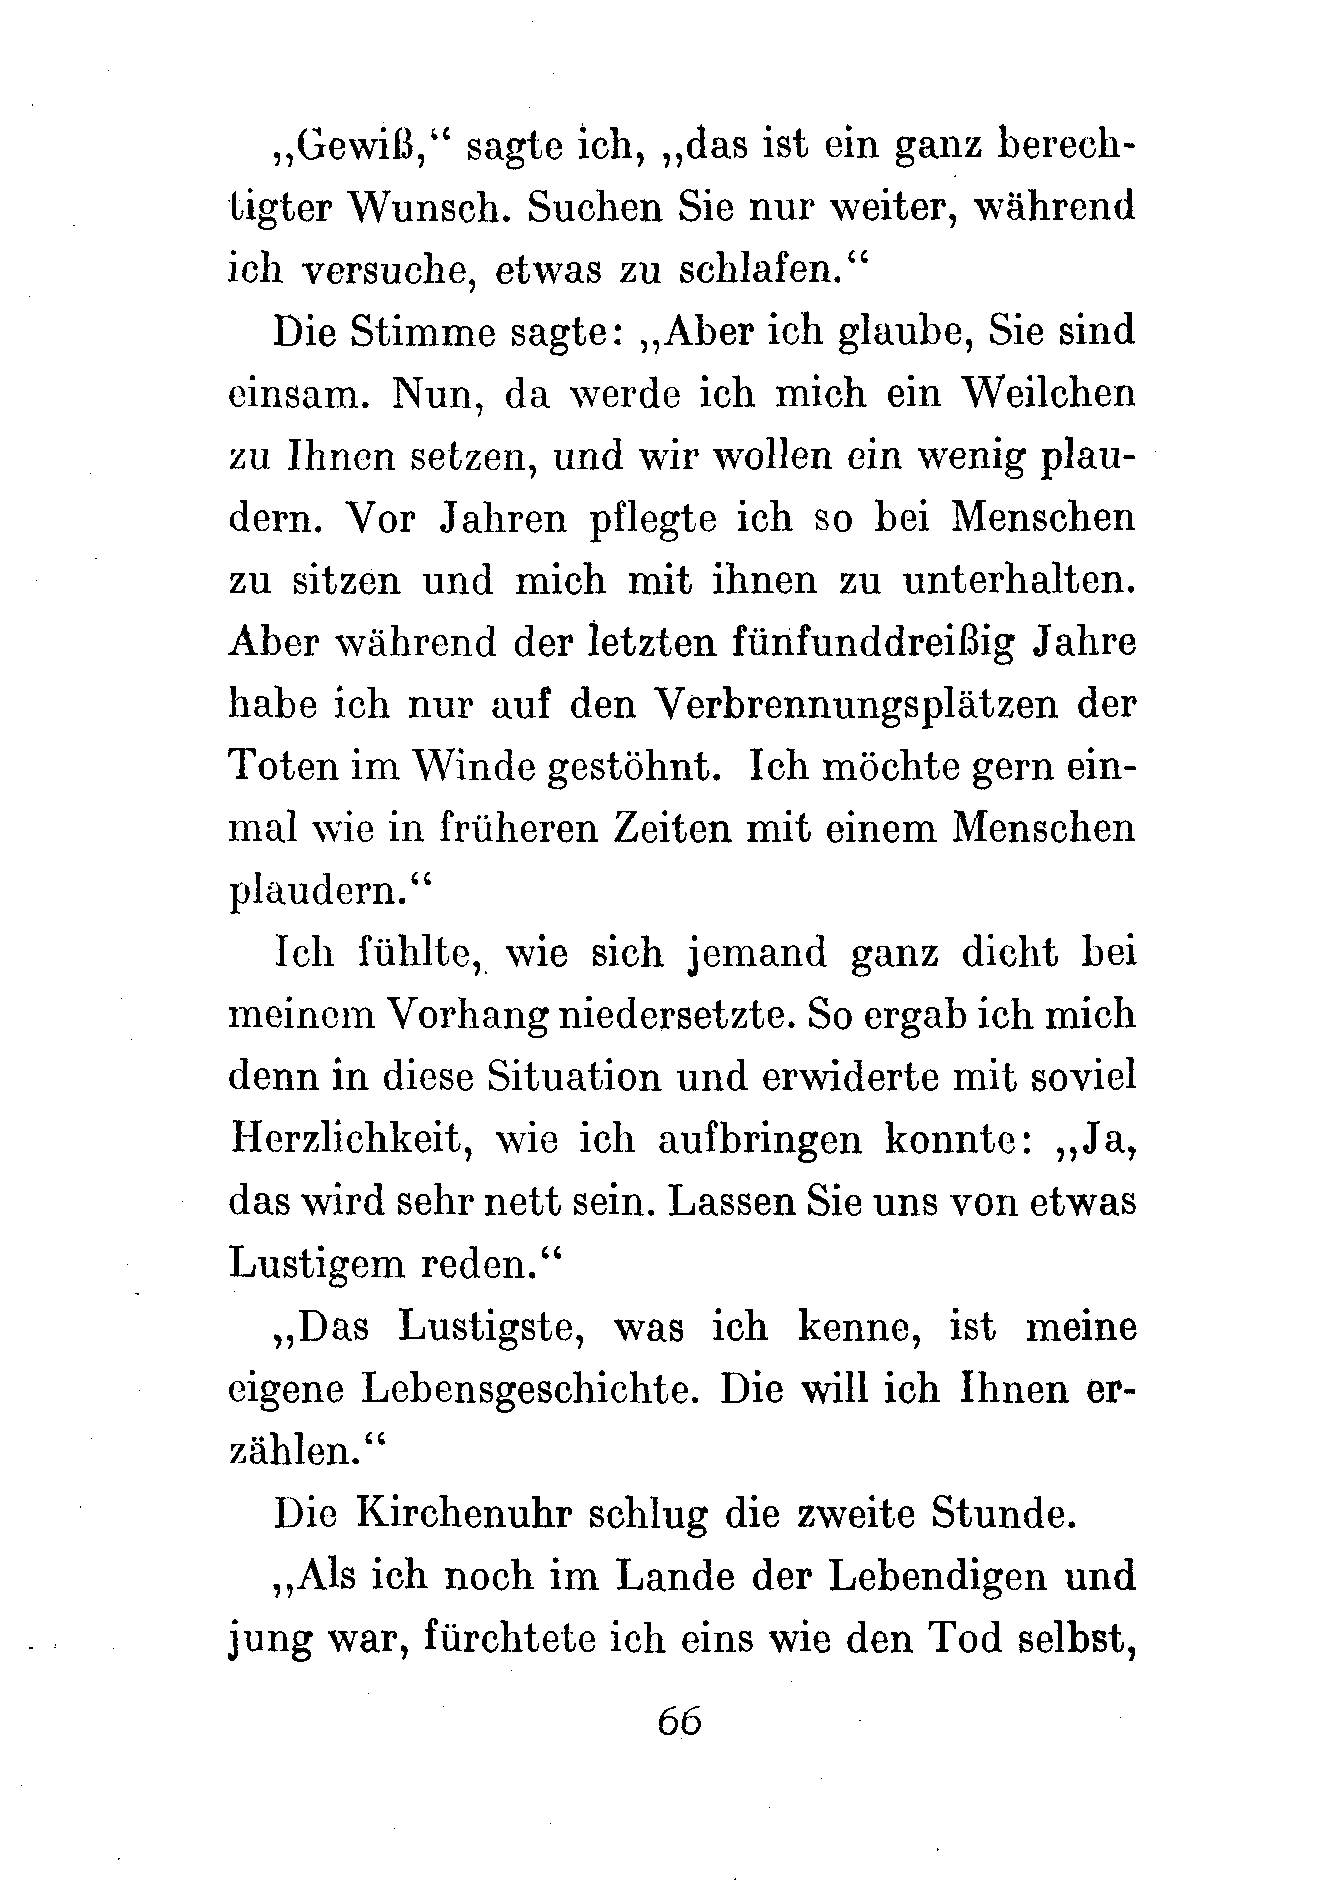 ,,Gewiß,“ sagte ich, ,,das ist ein ganz berech-
tigter Wunsch. Suchen Sie nur weiter, während
ich versuche, etwas zu schlafen.“
Die Stimme sagte: ,,Aber ich glaube, Sie sind
einsam. Nun, da werde ich mich ein Weilchen
zu Ihnen setzen, und wir wollen ein wenig plau-
dern. Vor Jahren pflegte ich so bei Menschen
zu sitzen und mich mit ihnen zu unterhalten.
Aber während der letzten fünfunddreißig Jahre
habe ich nur auf den Verbrennungsplätzen der
Toten im Winde gestöhnt. Ich möchte gern ein-
mal wie in früheren Zeiten mit einem Menschen
plaudern.“
Ich fühlte, wie sich jemand ganz dicht bei
meinem Vorhang niedersetzte. So ergab ich mich
denn in diese Situation und erwiderte mit soviel
Herzlichkeit, wie ich aufbringen konnte: ,,Ja,
das wird sehr nett sein. Lassen Sie uns von etwas
Lustigem reden.“
,,Das Lustigste, was ich kenne, ist meine
eigene Lebensgeschichte. Die will ich Ihnen er-
zählen.“
Die Kirchenuhr schlug die zweite Stunde.
,,Als ich noch im Lande der Lebendigen und
jung war, fürchtete ich eins wie den Tod selbst,
66